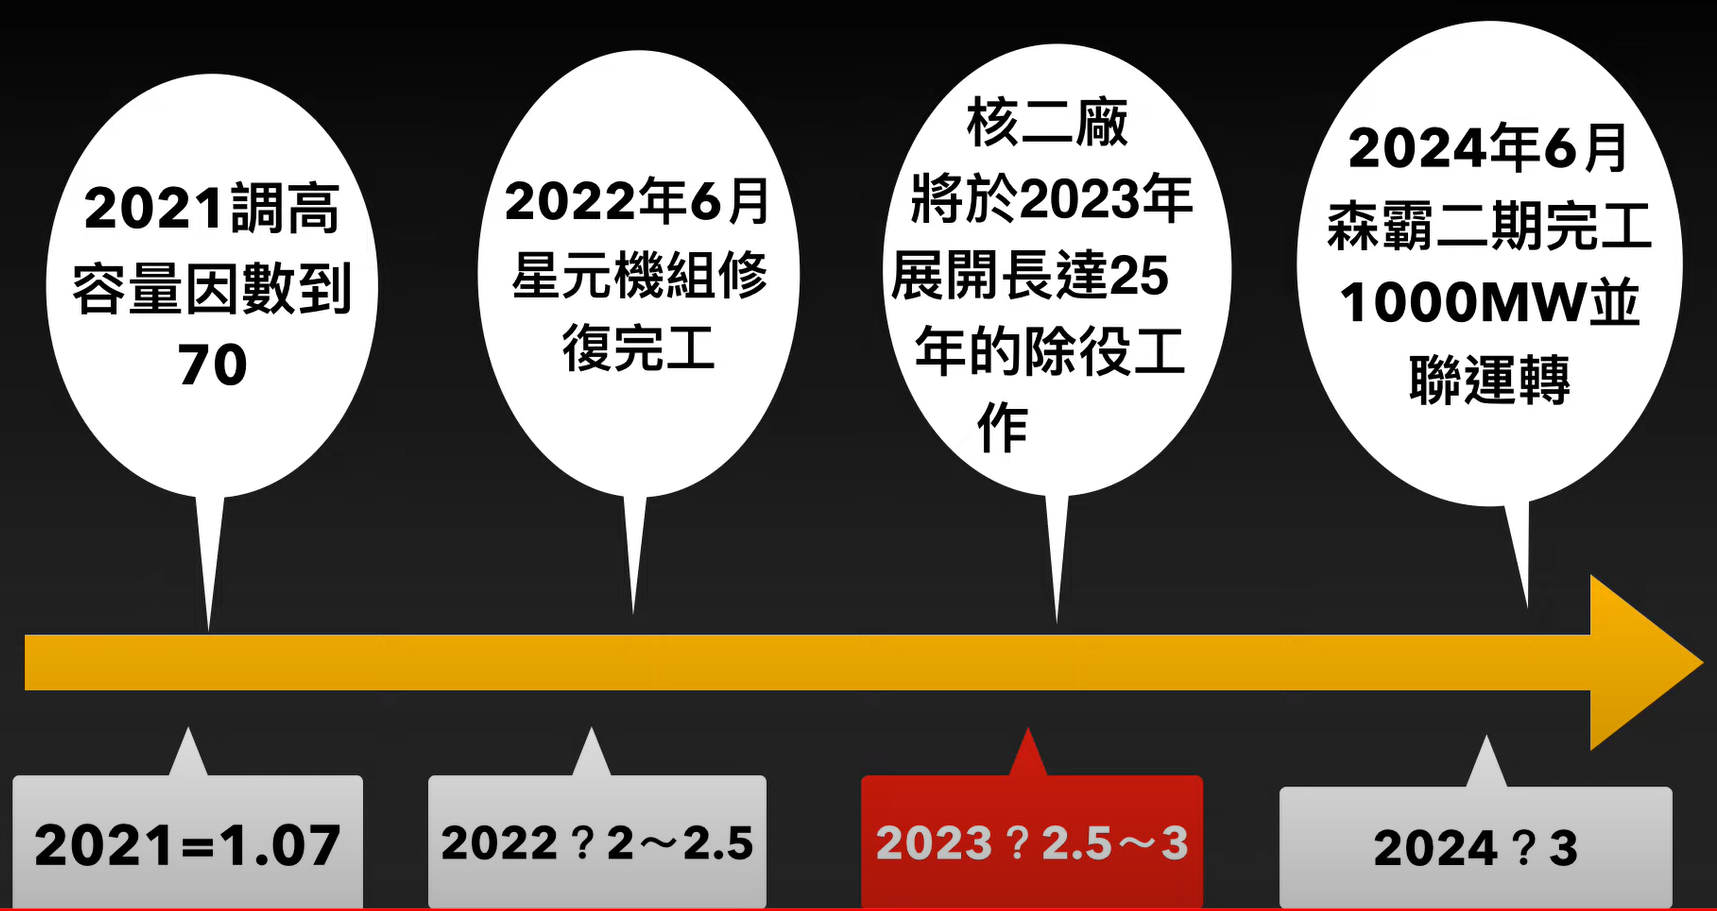 2021調高
容量因數到
70
2022年6月
星元機組修
復完工
核二廠
將於2023年
展開長達25
年的除役工
作
2024年6月
森霸二期完工
1000MW並
聯運轉
2021=1.07
2022？2～2.5
2023？2.5～3
2024？3